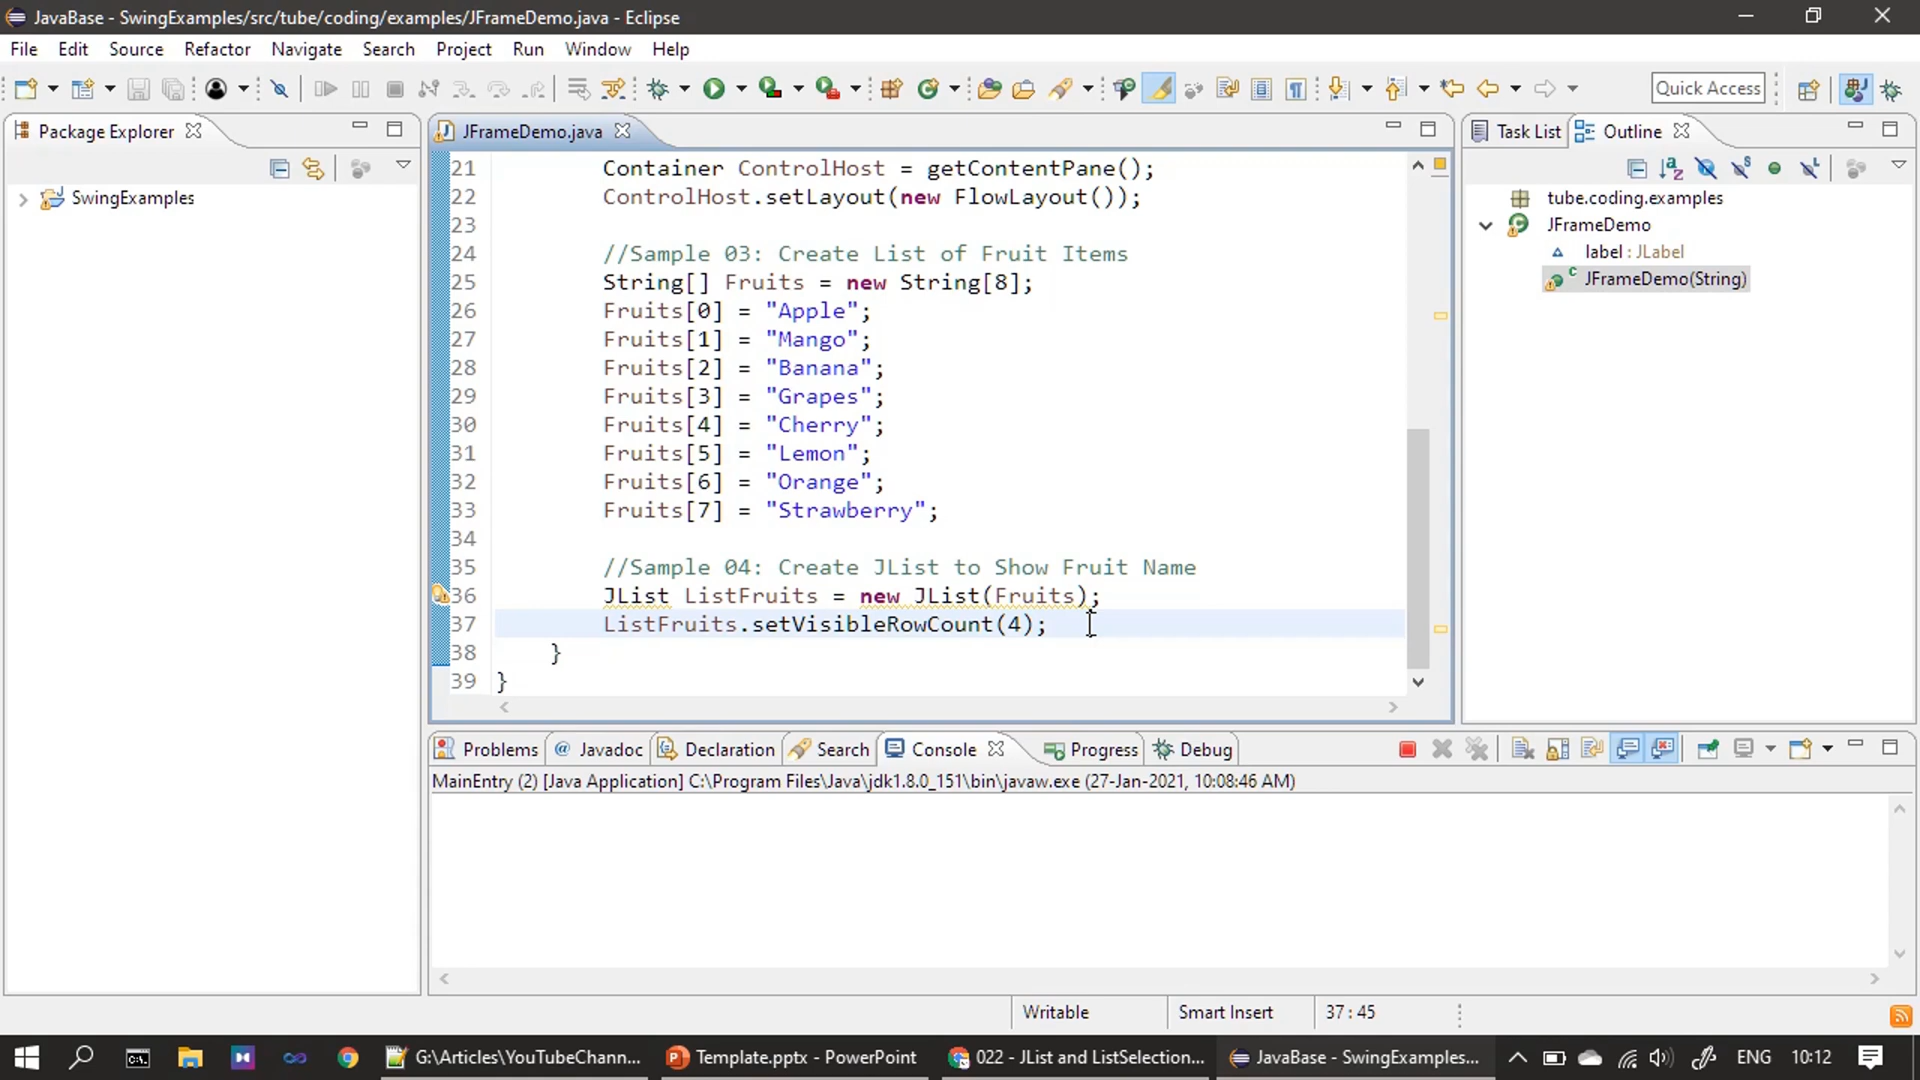 JavaBase - SwingExamples/src/tube/coding/examples/JFrameDemo.java - Eclipse
File Edit Source Refactor Navigate Search Project Run Window Help
Quick Access
Package Explorer
SwingExamples
JFrameDemo.java
21 Container ControlHost = getContentPane();
22 ControlHost.setLayout(new FlowLayout());
23
24 //Sample 03: Create List of Fruit Items
25 String[] Fruits = new String[8];
26 Fruits[0] = "Apple";
27 Fruits[1] = "Mango";
28 Fruits[2] = "Banana";
29 Fruits[3] = "Grapes";
30 Fruits[4] = "Cherry";
31 Fruits[5] = "Lemon";
32 Fruits[6] = "Orange";
33 Fruits[7] = "Strawberry";
34
35 //Sample 04: Create JList to Show Fruit Name
36 JList ListFruits = new JList(Fruits);
37 ListFruits.setVisibleRowCount(4);
38 }
39 }
Task List Outline
tube.coding.examples
JFrameDemo
label : JLabel
JFrameDemo(String)
Problems Javadoc Declaration Search Console Progress Debug
MainEntry (2) [Java Application] C:\Program Files\Java\jdk1.8.0_151\bin\javaw.exe (27-Jan-2021, 10:08:46 AM)
Writable Smart Insert 37 : 45
G:\Articles\YouTubeChann... Template.pptx - PowerPoint 022 - JList and ListSelection... JavaBase - SwingExamples... ENG 10:12